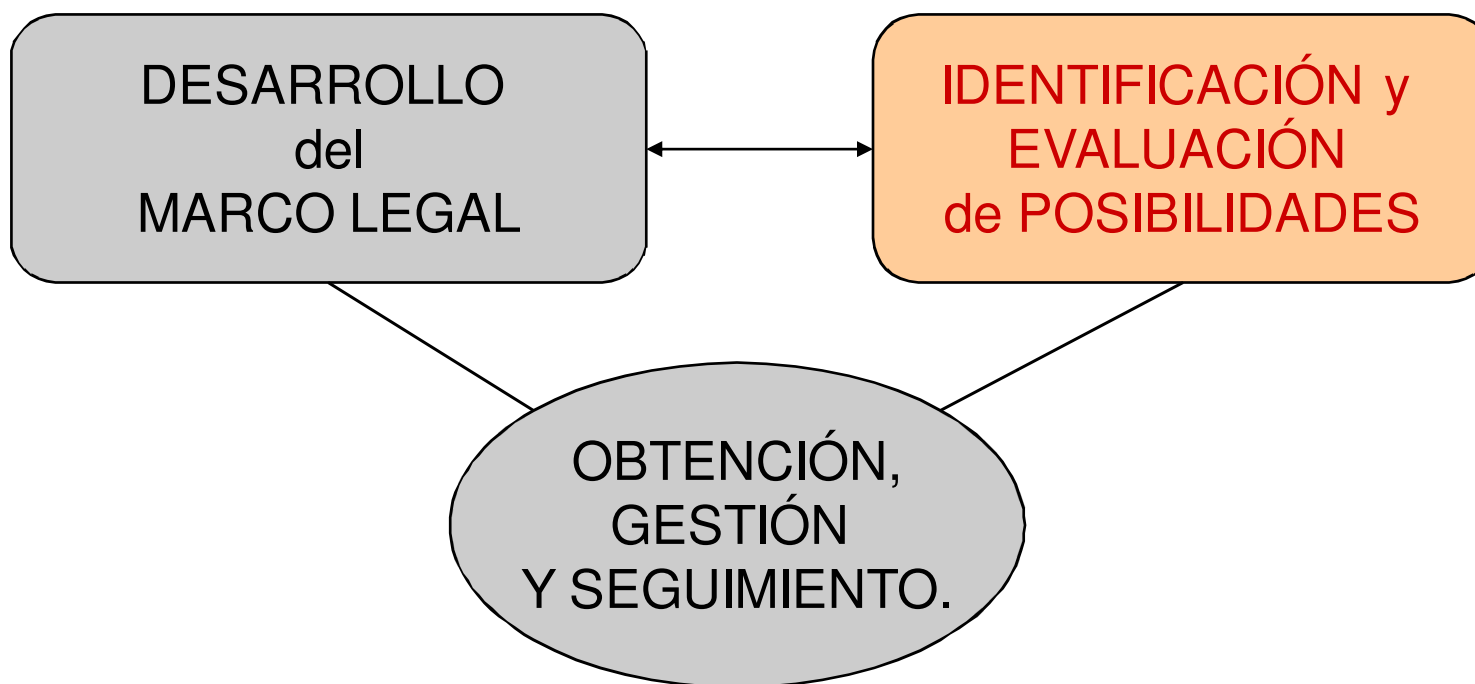 DESARROLLO
del
MARCO LEGAL
IDENTIFICACIÓN y
EVALUACIÓN
de POSIBILIDADES
OBTENCIÓN,
GESTIÓN
Y SEGUIMIENTO.